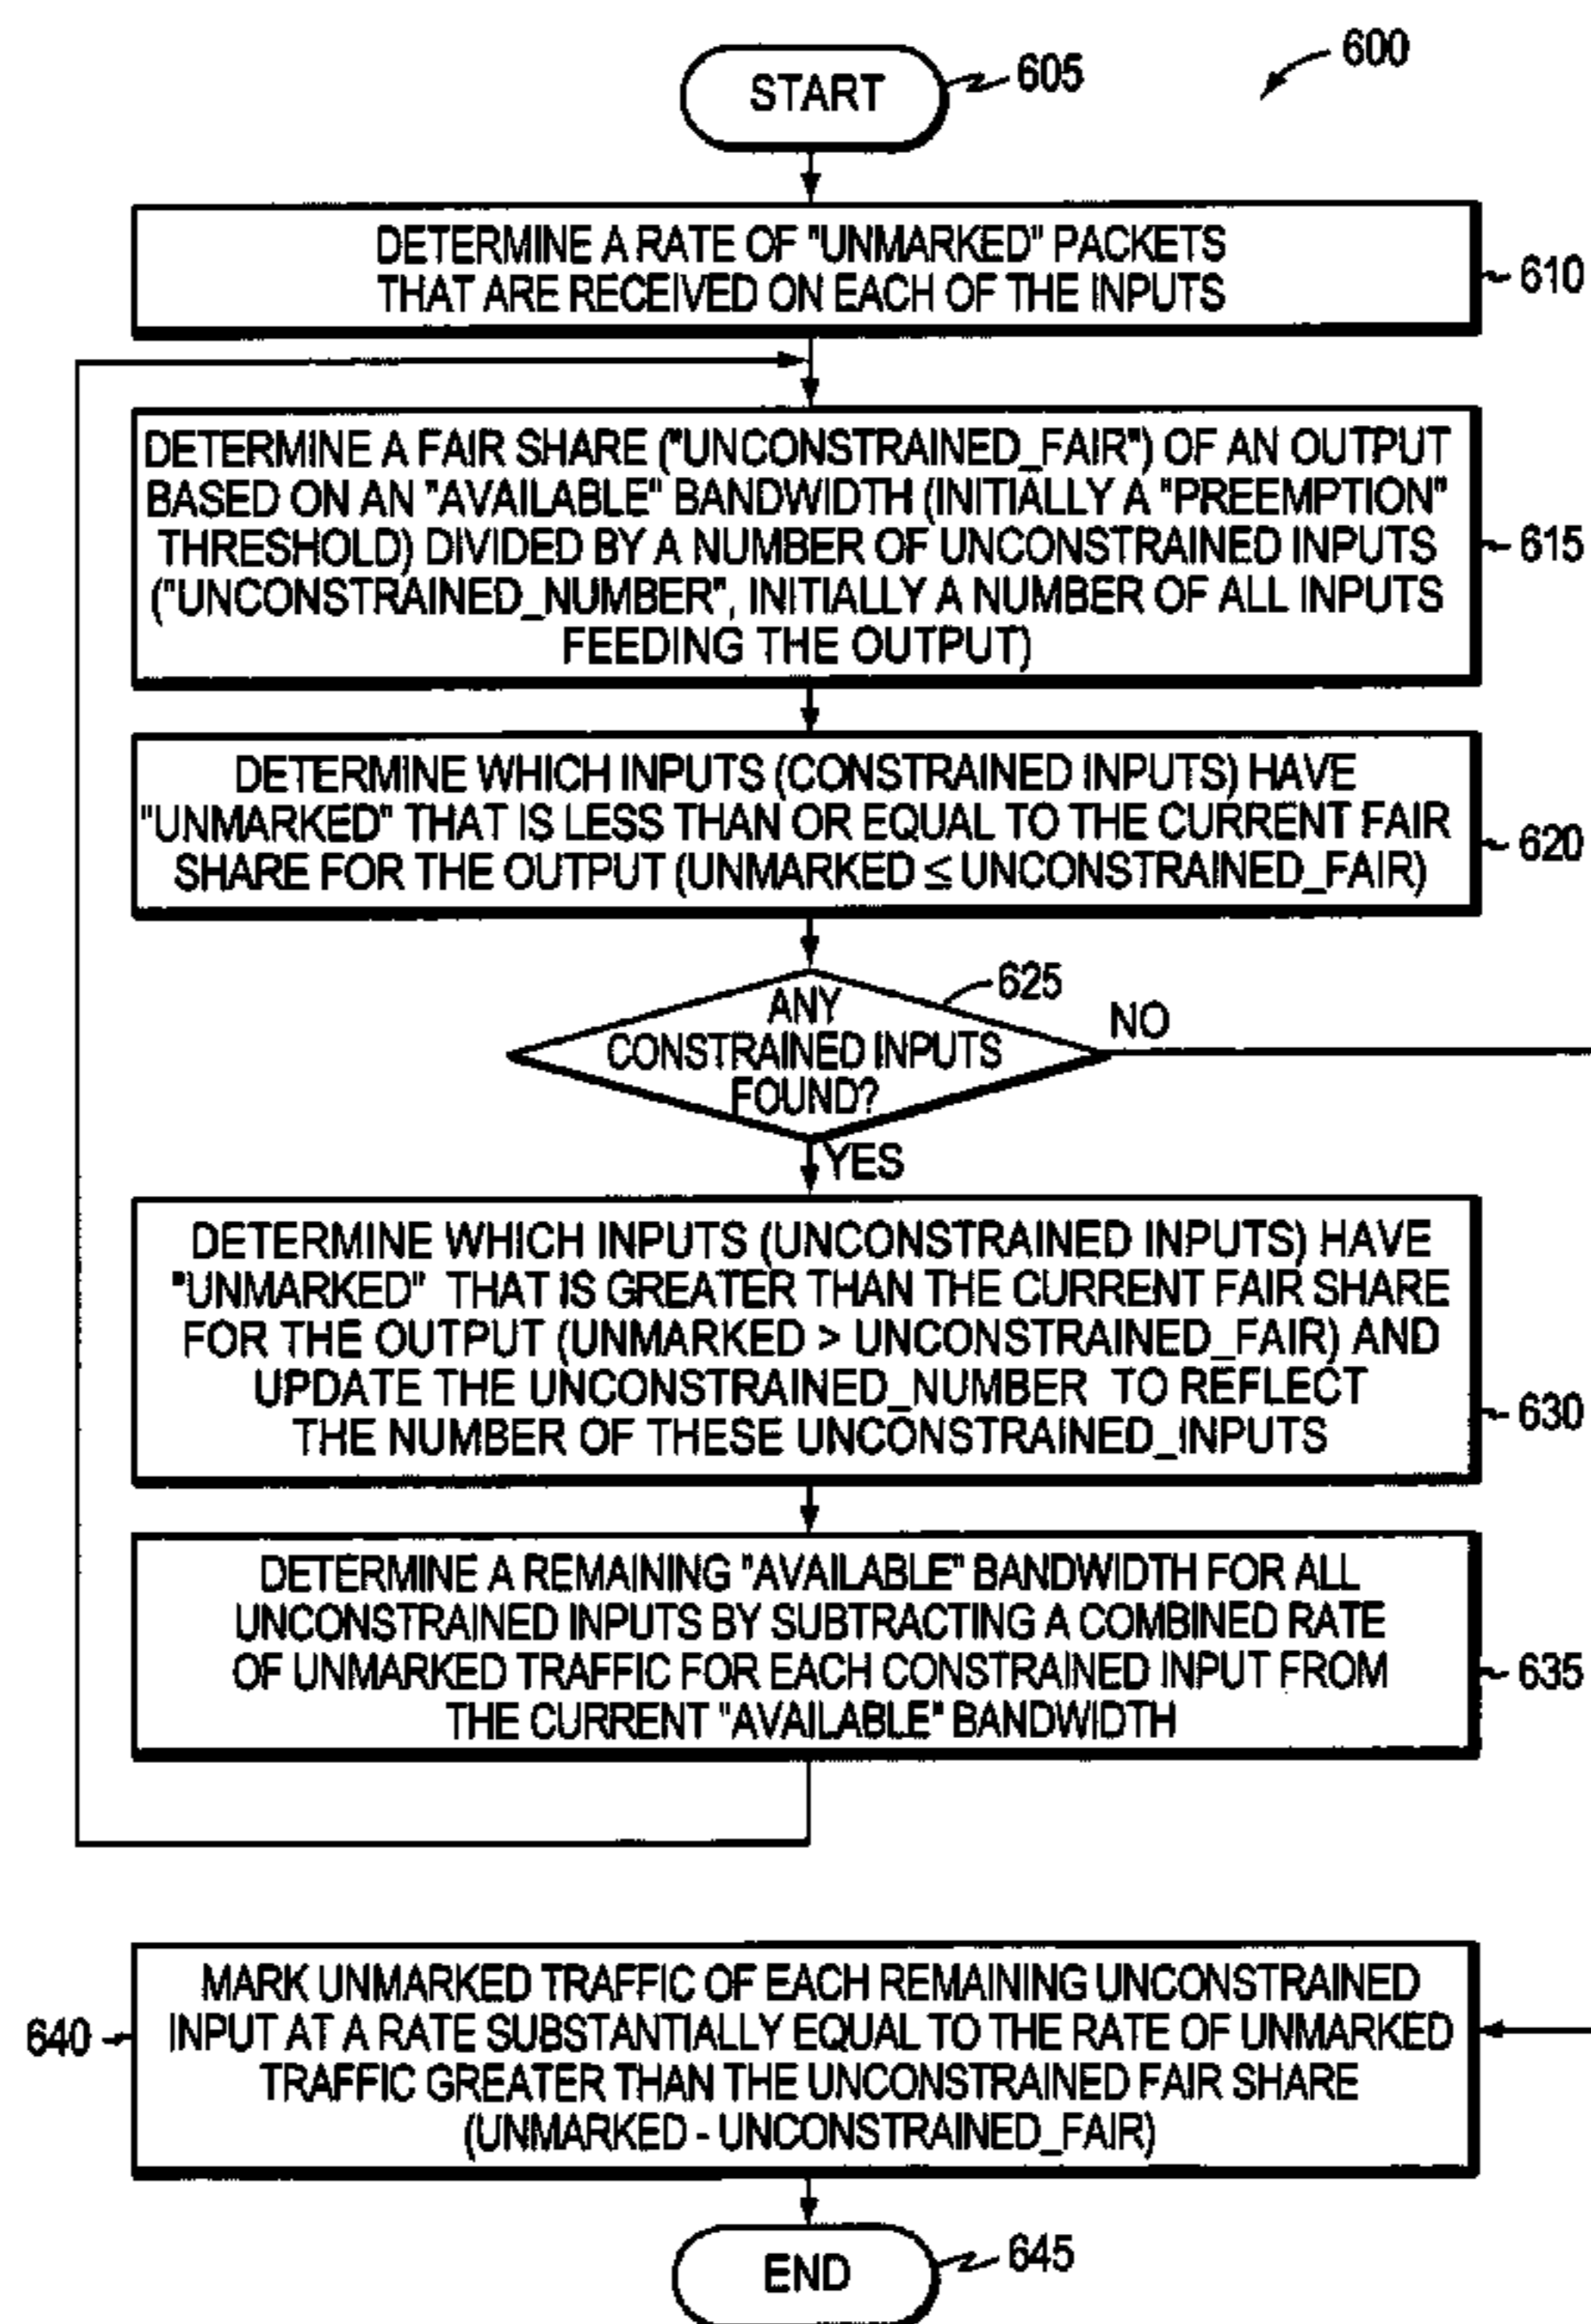 600
START
605
DETERMINE A RATE OF "UNMARKED" PACKETS
THAT ARE RECEIVED ON EACH OF THE INPUTS
610
DETERMINE A FAIR SHARE ("UNCONSTRAINED_FAIR") OF AN OUTPUT
BASED ON AN "AVAILABLE" BANDWIDTH (INITIALLY A "PREEMPTION"
THRESHOLD) DIVIDED BY A NUMBER OF UNCONSTRAINED INPUTS
("UNCONSTRAINED_NUMBER", INITIALLY A NUMBER OF ALL INPUTS
FEEDING THE OUTPUT)
615
DETERMINE WHICH INPUTS (CONSTRAINED INPUTS) HAVE
"UNMARKED" THAT IS LESS THAN OR EQUAL TO THE CURRENT FAIR
SHARE FOR THE OUTPUT (UNMARKED ≤ UNCONSTRAINED_FAIR)
620
ANY
CONSTRAINED INPUTS
FOUND?
625
NO
YES
DETERMINE WHICH INPUTS (UNCONSTRAINED INPUTS) HAVE
"UNMARKED" THAT IS GREATER THAN THE CURRENT FAIR SHARE
FOR THE OUTPUT (UNMARKED > UNCONSTRAINED_FAIR) AND
UPDATE THE UNCONSTRAINED_NUMBER TO REFLECT
THE NUMBER OF THESE UNCONSTRAINED_INPUTS
630
DETERMINE A REMAINING "AVAILABLE" BANDWIDTH FOR ALL
UNCONSTRAINED INPUTS BY SUBTRACTING A COMBINED RATE
OF UNMARKED TRAFFIC FOR EACH CONSTRAINED INPUT FROM
THE CURRENT "AVAILABLE" BANDWIDTH
635
640
MARK UNMARKED TRAFFIC OF EACH REMAINING UNCONSTRAINED
INPUT AT A RATE SUBSTANTIALLY EQUAL TO THE RATE OF UNMARKED
TRAFFIC GREATER THAN THE UNCONSTRAINED FAIR SHARE
(UNMARKED - UNCONSTRAINED_FAIR)
END
645